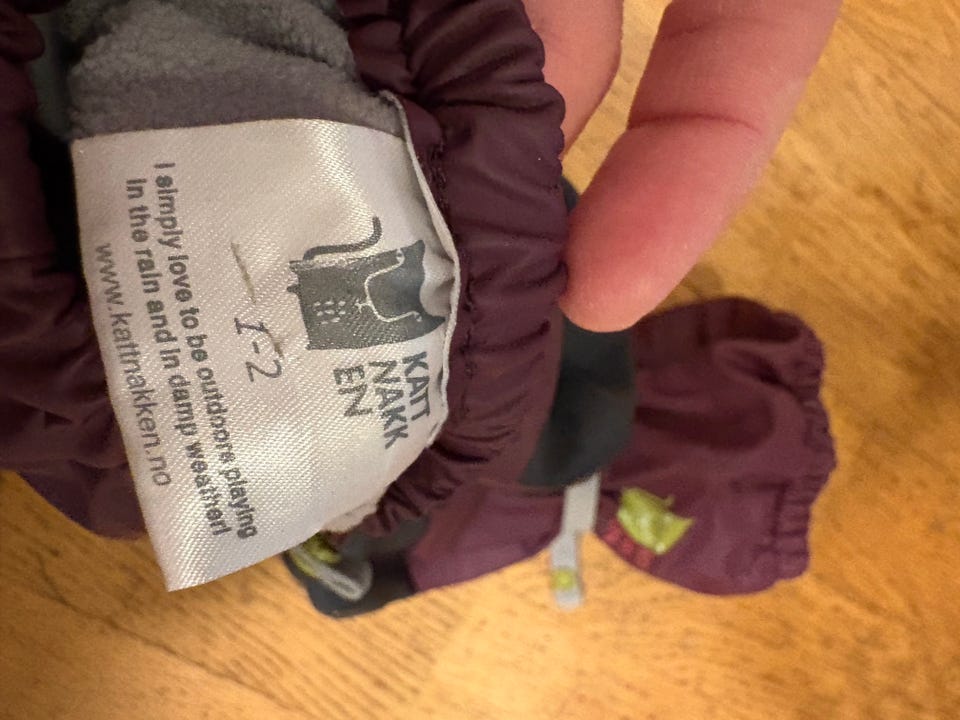 KATT
NAKK
EN
1-2
I simply love to be outdoors playing
in the rain and in damp weather!
www.kattnakken.no